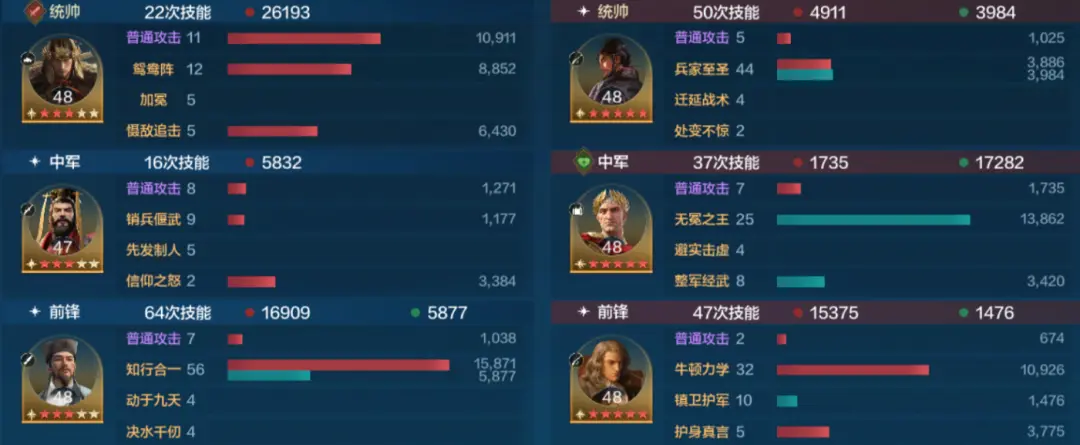 统帅 22次技能 26193
普通攻击 11 10,911
鸳鸯阵 12 8,852
加冕 5
慑敌追击 5 6,430
48
中军 16次技能 5832
普通攻击 8 1,271
销兵偃武 9 1,177
先发制人 5
信仰之怒 2 3,384
47
前锋 64次技能 16909 5877
普通攻击 7 1,038
知行合一 56 15,871
5,877
动于九天 4
决水千仞 4
48
统帅 50次技能 4911 3984
普通攻击 5 1,025
兵家至圣 44 3,886
3,984
迂延战术 4
处变不惊 2
48
中军 37次技能 1735 17282
普通攻击 7 1,735
无冕之王 25 13,862
避实击虚 4
整军经武 8 3,420
48
前锋 47次技能 15375 1476
普通攻击 2 674
牛顿力学 32 10,926
镇卫护军 10 1,476
护身真言 5 3,775
48